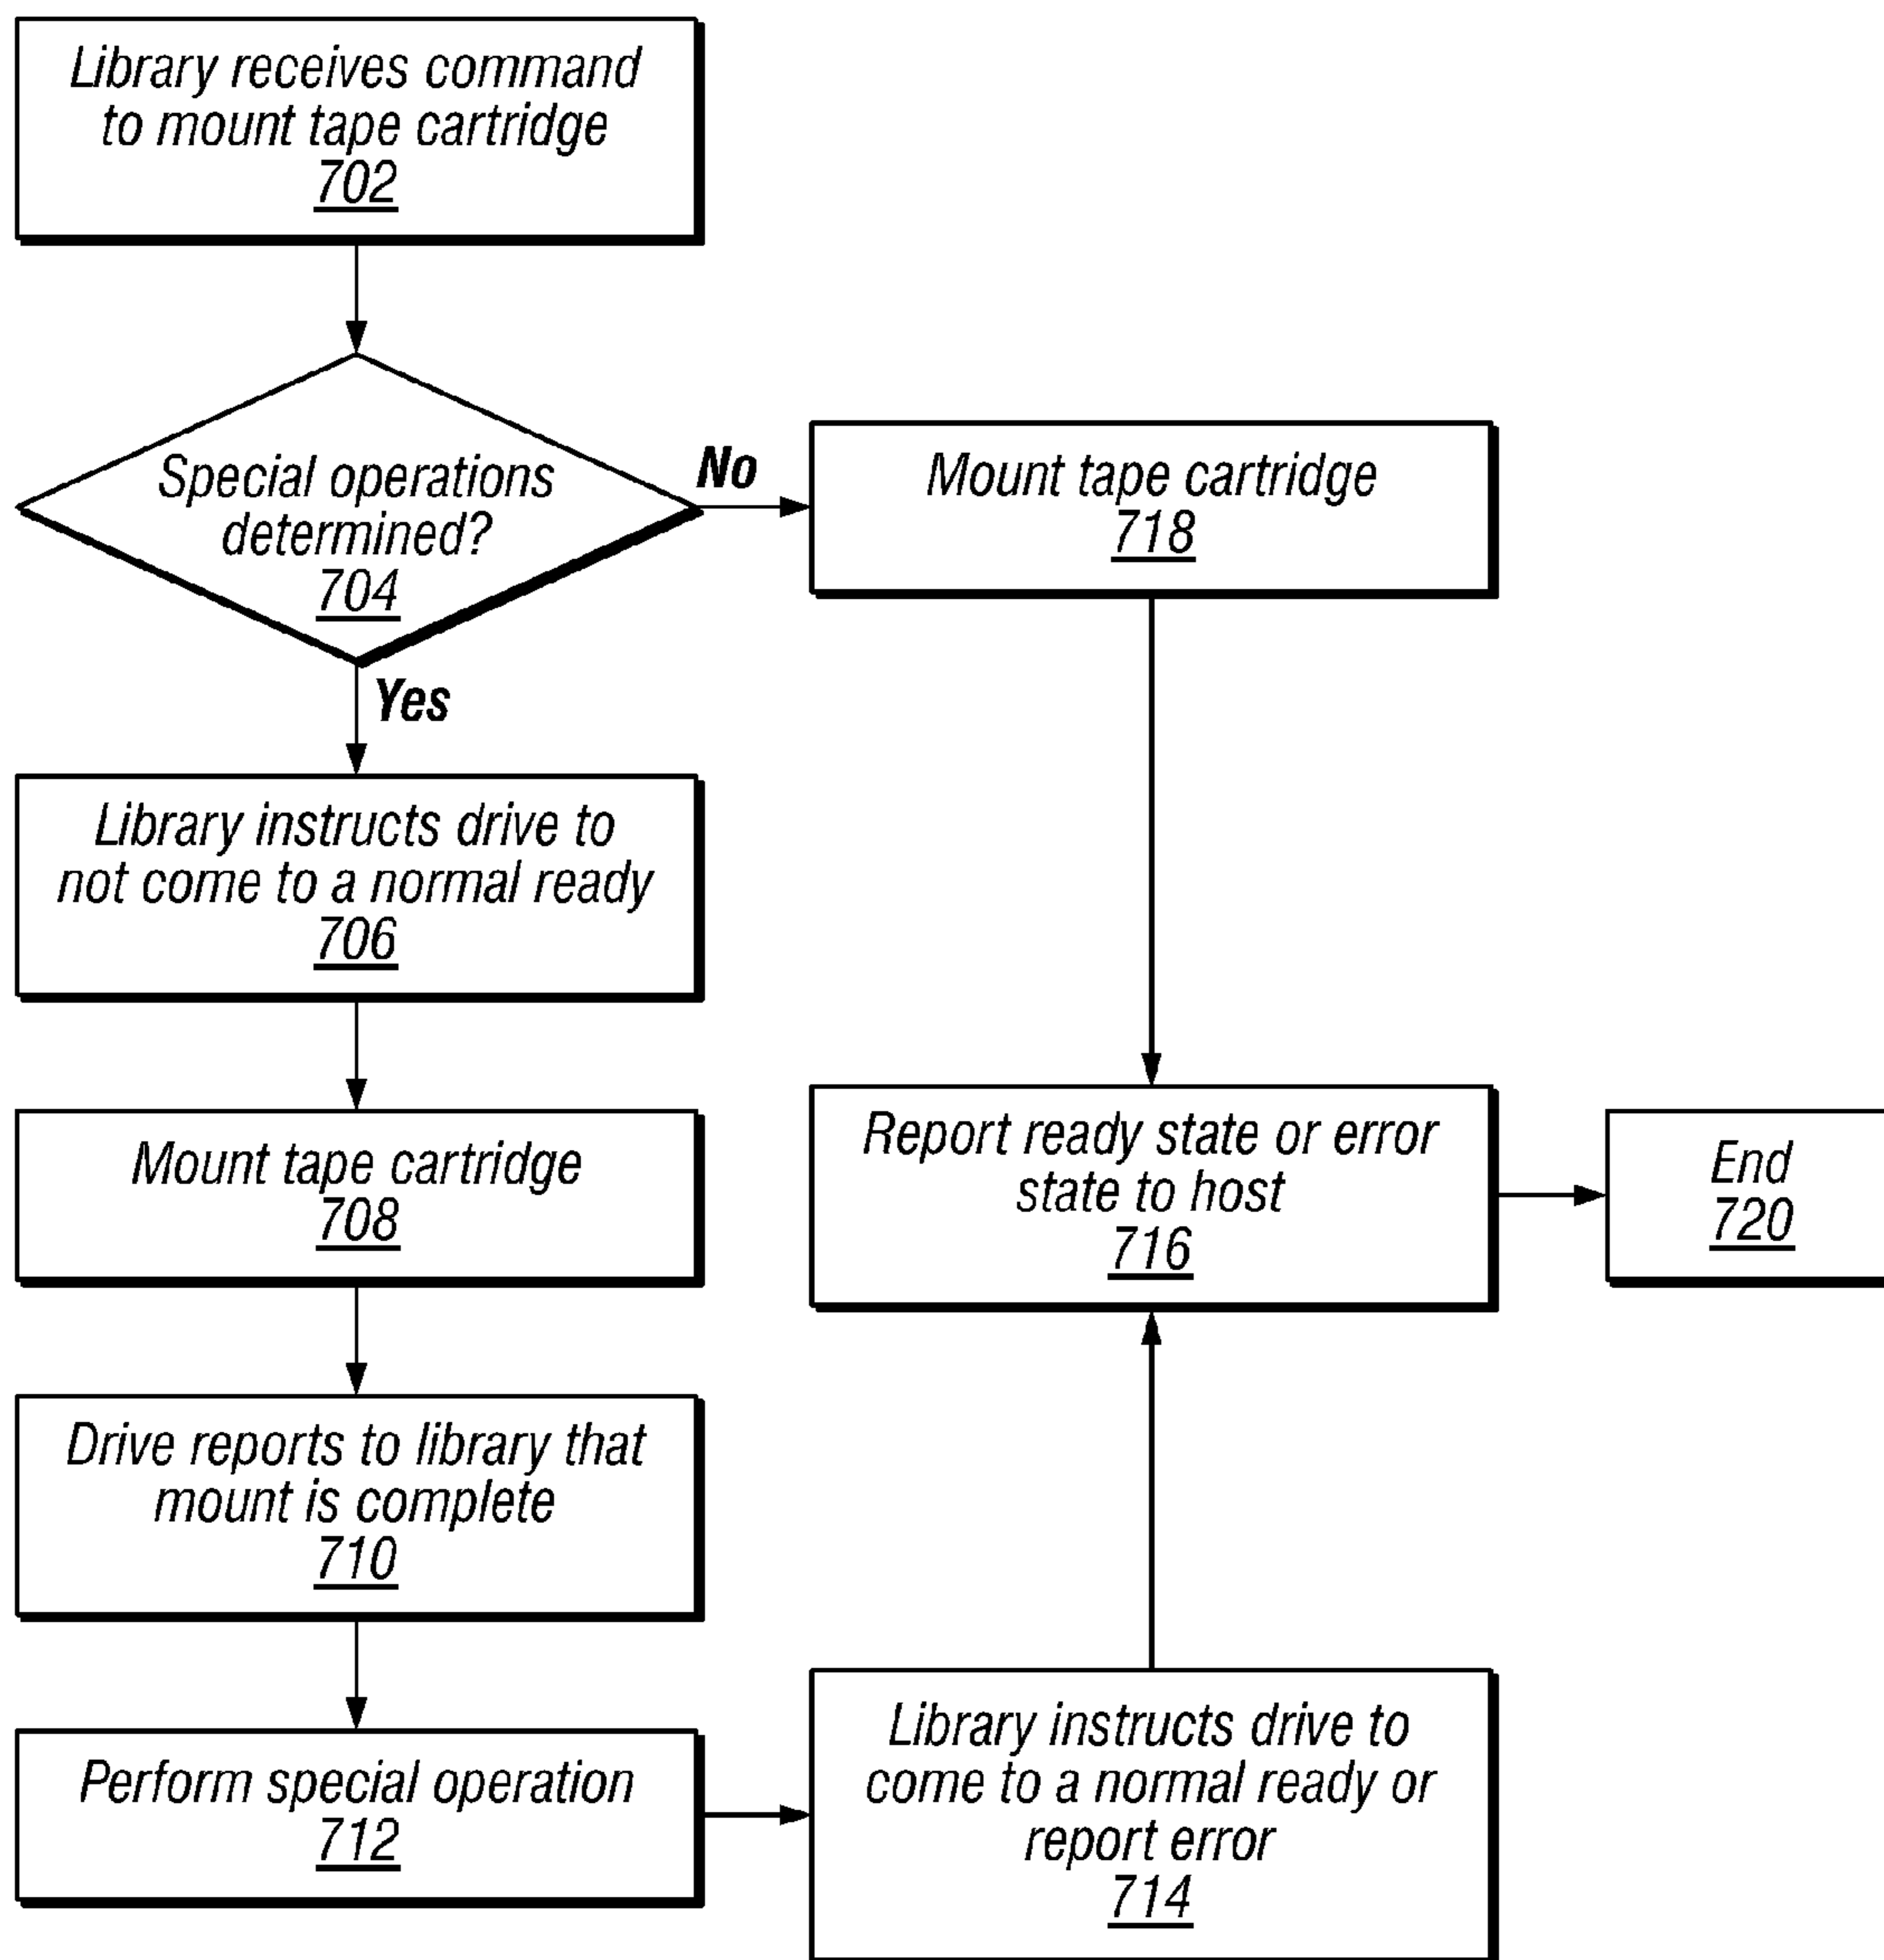 Library receives command
to mount tape cartridge
702
Special operations
determined?
704
No
Mount tape cartridge
718
Yes
Library instructs drive to
not come to a normal ready
706
Mount tape cartridge
708
Report ready state or error
state to host
716
End
720
Drive reports to library that
mount is complete
710
Perform special operation
712
Library instructs drive to
come to a normal ready or
report error
714